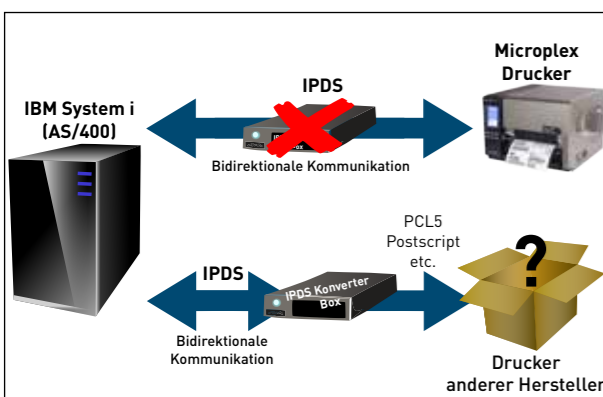 Microplex
Drucker
IPDS
IBM System i
(AS/400)
Bidirektionale Kommunikation
PCL5
Postscript
etc.
?
IPDS
IPDS Konverter
Box
Bidirektionale
Kommunikation
Drucker
anderer Hersteller